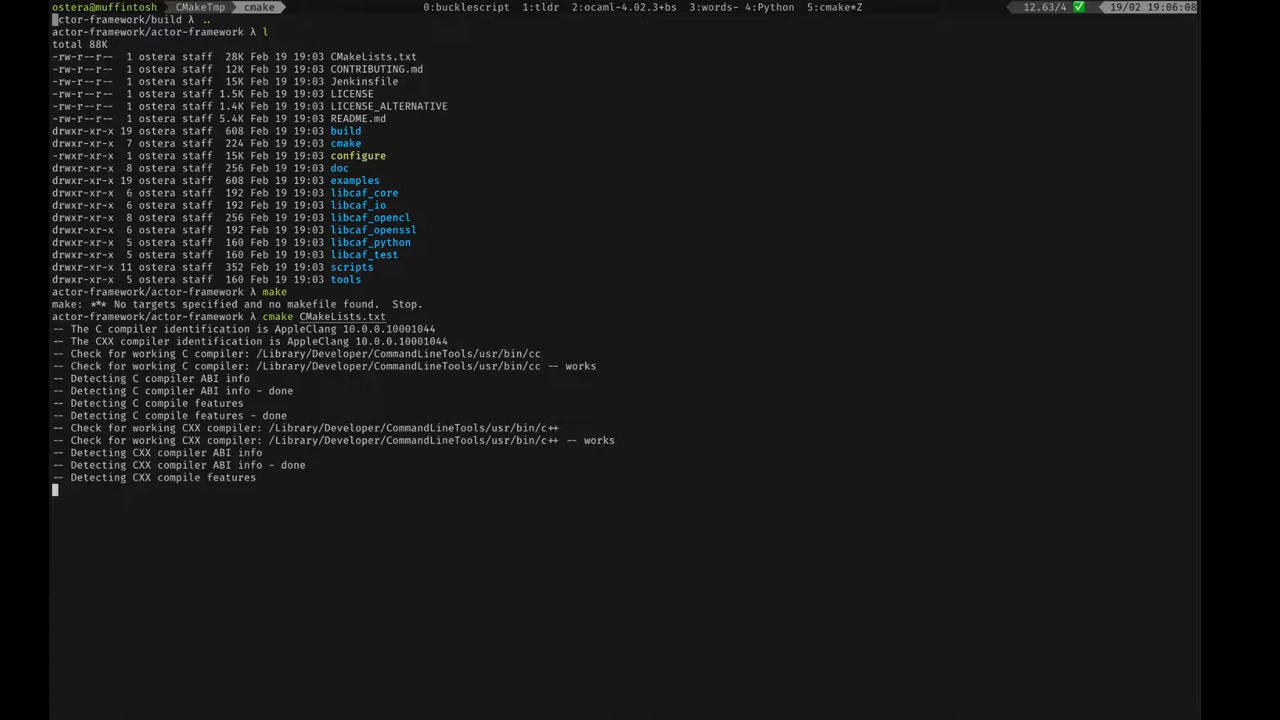 ostera@muffintosh CMakeTmp cmake 0:bucklescript 1:tldr 2:ocaml-4.02.3+bs 3:words- 4:Python 5:cmake*Z 12.63/4 ✅ 19/02 19:06:08
actor-framework/build λ ..
actor-framework/actor-framework λ l
total 88K
-rw-r--r-- 1 ostera staff 28K Feb 19 19:03 CMakeLists.txt
-rw-r--r-- 1 ostera staff 12K Feb 19 19:03 CONTRIBUTING.md
-rw-r--r-- 1 ostera staff 15K Feb 19 19:03 Jenkinsfile
-rw-r--r-- 1 ostera staff 1.5K Feb 19 19:03 LICENSE
-rw-r--r-- 1 ostera staff 1.4K Feb 19 19:03 LICENSE_ALTERNATIVE
-rw-r--r-- 1 ostera staff 5.4K Feb 19 19:03 README.md
drwxr-xr-x 19 ostera staff 608 Feb 19 19:03 build
drwxr-xr-x 7 ostera staff 224 Feb 19 19:03 cmake
-rwxr-xr-x 1 ostera staff 15K Feb 19 19:03 configure
drwxr-xr-x 8 ostera staff 256 Feb 19 19:03 doc
drwxr-xr-x 19 ostera staff 608 Feb 19 19:03 examples
drwxr-xr-x 6 ostera staff 192 Feb 19 19:03 libcaf_core
drwxr-xr-x 6 ostera staff 192 Feb 19 19:03 libcaf_io
drwxr-xr-x 8 ostera staff 256 Feb 19 19:03 libcaf_opencl
drwxr-xr-x 6 ostera staff 192 Feb 19 19:03 libcaf_openssl
drwxr-xr-x 5 ostera staff 160 Feb 19 19:03 libcaf_python
drwxr-xr-x 5 ostera staff 160 Feb 19 19:03 libcaf_test
drwxr-xr-x 11 ostera staff 352 Feb 19 19:03 scripts
drwxr-xr-x 5 ostera staff 160 Feb 19 19:03 tools
actor-framework/actor-framework λ make
make: *** No targets specified and no makefile found.  Stop.
actor-framework/actor-framework λ cmake CMakeLists.txt
-- The C compiler identification is AppleClang 10.0.0.10001044
-- The CXX compiler identification is AppleClang 10.0.0.10001044
-- Check for working C compiler: /Library/Developer/CommandLineTools/usr/bin/cc
-- Check for working C compiler: /Library/Developer/CommandLineTools/usr/bin/cc -- works
-- Detecting C compiler ABI info
-- Detecting C compiler ABI info - done
-- Detecting C compile features
-- Detecting C compile features - done
-- Check for working CXX compiler: /Library/Developer/CommandLineTools/usr/bin/c++
-- Check for working CXX compiler: /Library/Developer/CommandLineTools/usr/bin/c++ -- works
-- Detecting CXX compiler ABI info
-- Detecting CXX compiler ABI info - done
-- Detecting CXX compile features